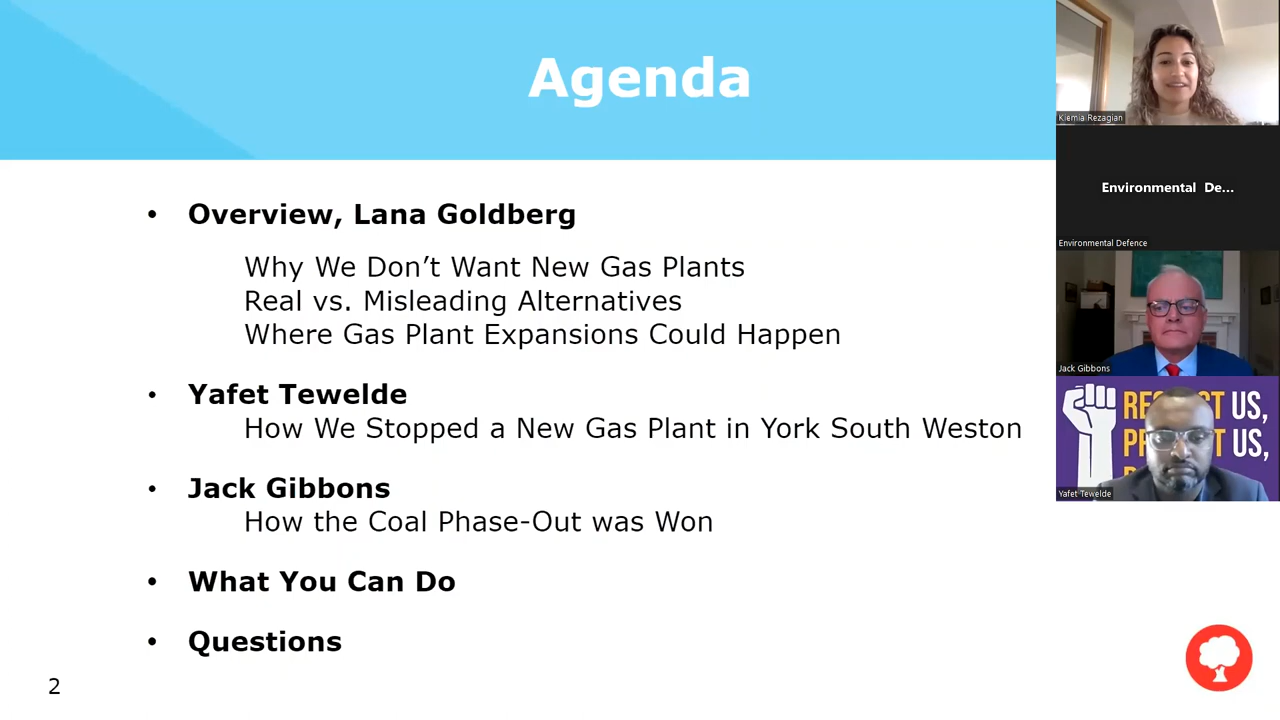 Agenda
• Overview, Lana Goldberg
Why We Don’t Want New Gas Plants
Real vs. Misleading Alternatives
Where Gas Plant Expansions Could Happen
• Yafet Tewelde
How We Stopped a New Gas Plant in York South Weston
• Jack Gibbons
How the Coal Phase-Out was Won
• What You Can Do
• Questions
2
Kiemia Rezagian
Environmental De...
Environmental Defence
Jack Gibbons
US,
US,
Yafet Tewelde